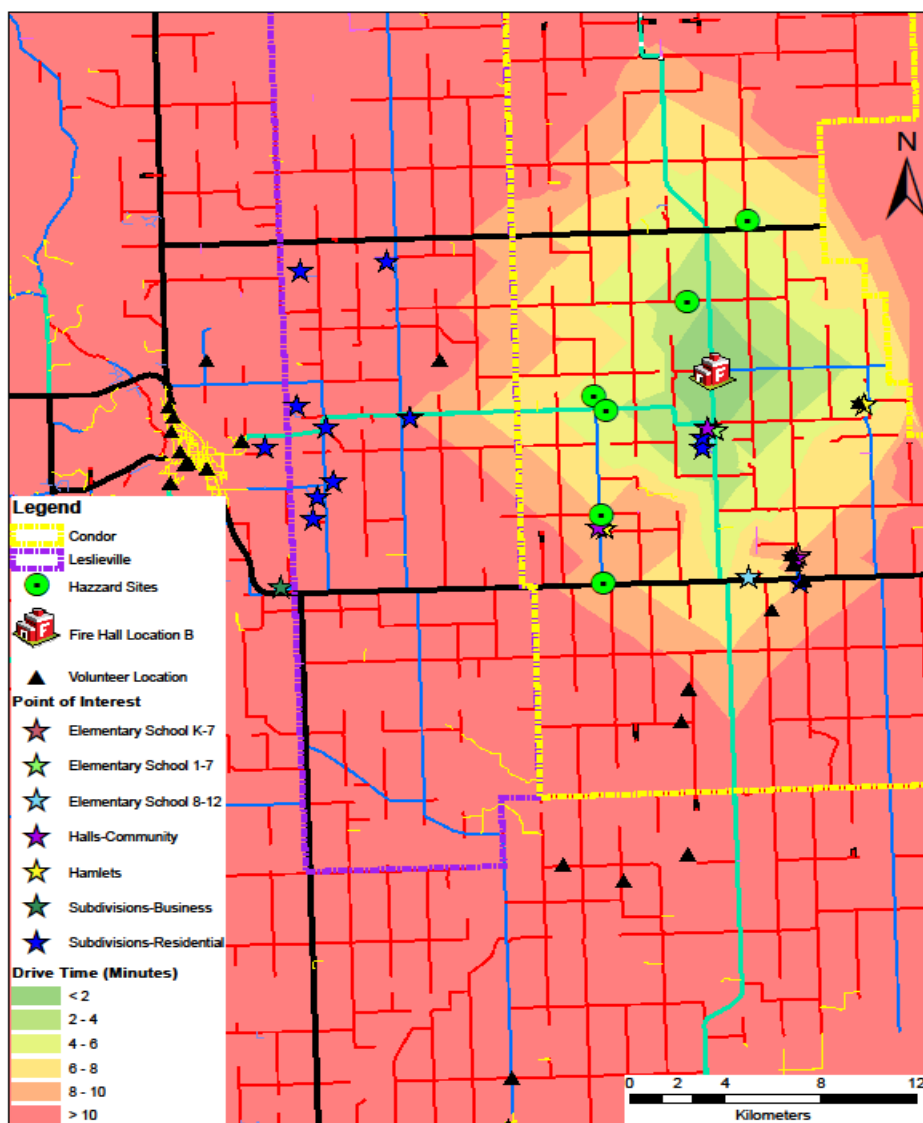 N
Legend
Condor
Leslieville
Hazzard Sites
F
Fire Hall Location B
Volunteer Location
Point of Interest
Elementary School K-7
Elementary School 1-7
Elementary School 8-12
Halls-Community
Hamlets
Subdivisions-Business
Subdivisions-Residential
Drive Time (Minutes)
< 2
2 - 4
4 - 6
6 - 8
8 - 10
> 10
0 2 4 8 12
Kilometers